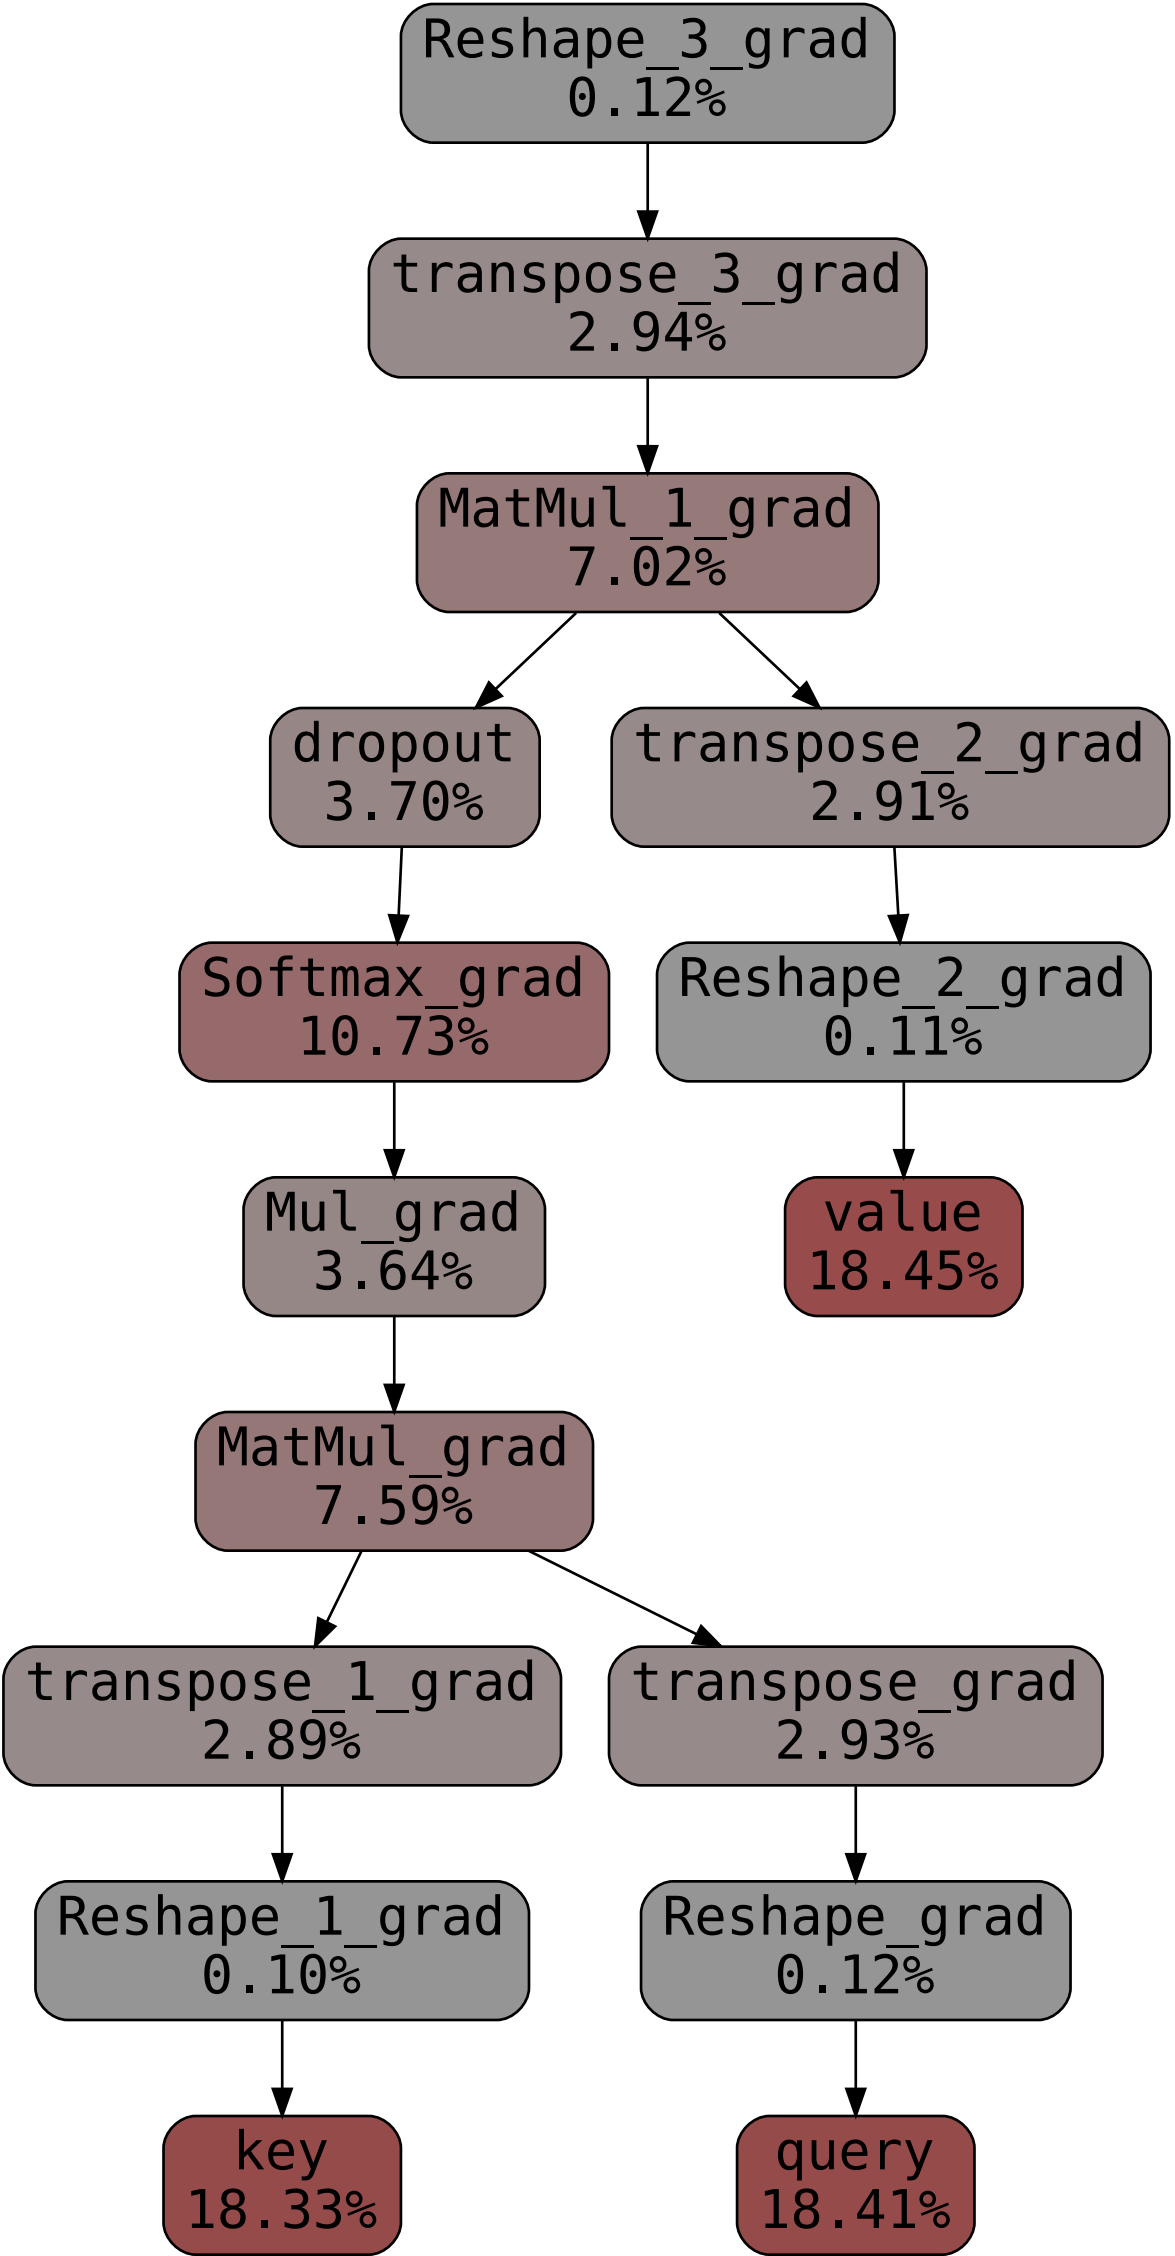 Reshape_3_grad
0.12%
transpose_3_grad
2.94%
MatMul_1_grad
7.02%
dropout
3.70%
transpose_2_grad
2.91%
Softmax_grad
10.73%
Reshape_2_grad
0.11%
Mul_grad
3.64%
value
18.45%
MatMul_grad
7.59%
transpose_1_grad
2.89%
transpose_grad
2.93%
Reshape_1_grad
0.10%
Reshape_grad
0.12%
key
18.33%
query
18.41%